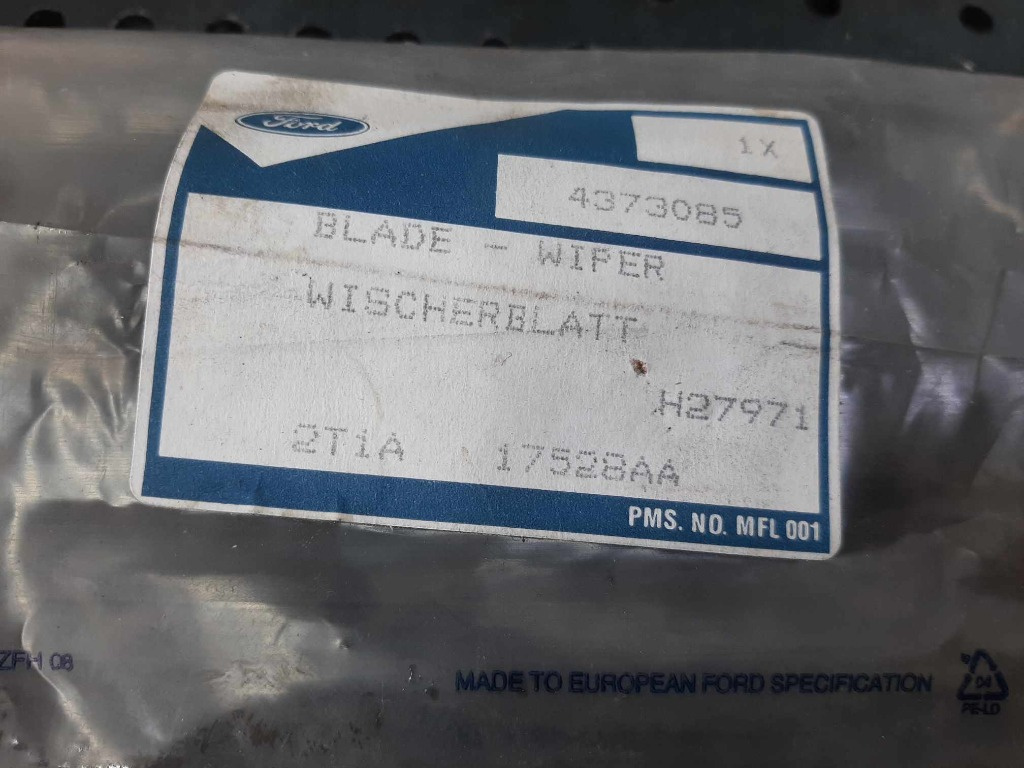 Ford
1X
4373085
BLADE - WIPER
WISCHERBLATT
H27971
2T1A 17528AA
PMS. NO. MFL 001
ZFH 08
MADE TO EUROPEAN FORD SPECIFICATION
04
PE-LD